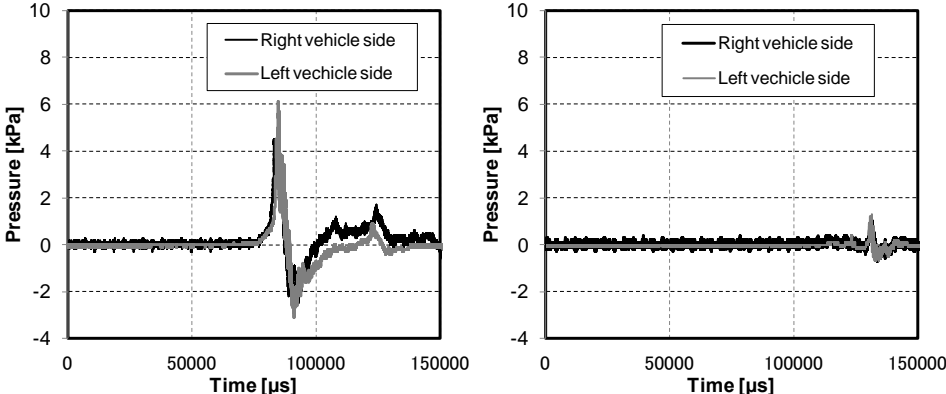 10
8
6
4
2
0
-2
-4
Pressure [kPa]
Right vehicle side
Left vechicle side
0 50000 100000 150000
Time [µs]
10
8
6
4
2
0
-2
-4
Pressure [kPa]
Right vehicle side
Left vechicle side
0 50000 100000 150000
Time [µs]